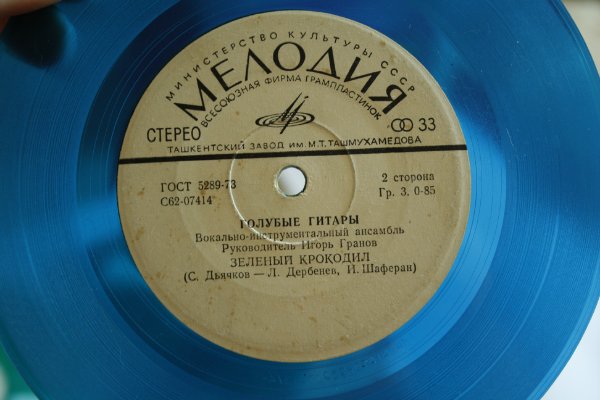 МИНИСТЕРСТВО КУЛЬТУРЫ СССР
МЕЛОДИЯ
ВСЕСОЮЗНАЯ ФИРМА ГРАМПЛАСТИНОК
СТЕРЕО
33
ТАШКЕНТСКИЙ ЗАВОД ИМ. М.Т. ТАШМУХАМЕДОВА
ГОСТ 5289-73
2 сторона
С62-07414
Гр. 3. 0-85
ГОЛУБЫЕ ГИТАРЫ
Вокально-инструментальный ансамбль
Руководитель Игорь Гранов
ЗЕЛЕНЫЙ КРОКОДИЛ
(С. Дьячков — Л. Дербенев, И. Шаферан)